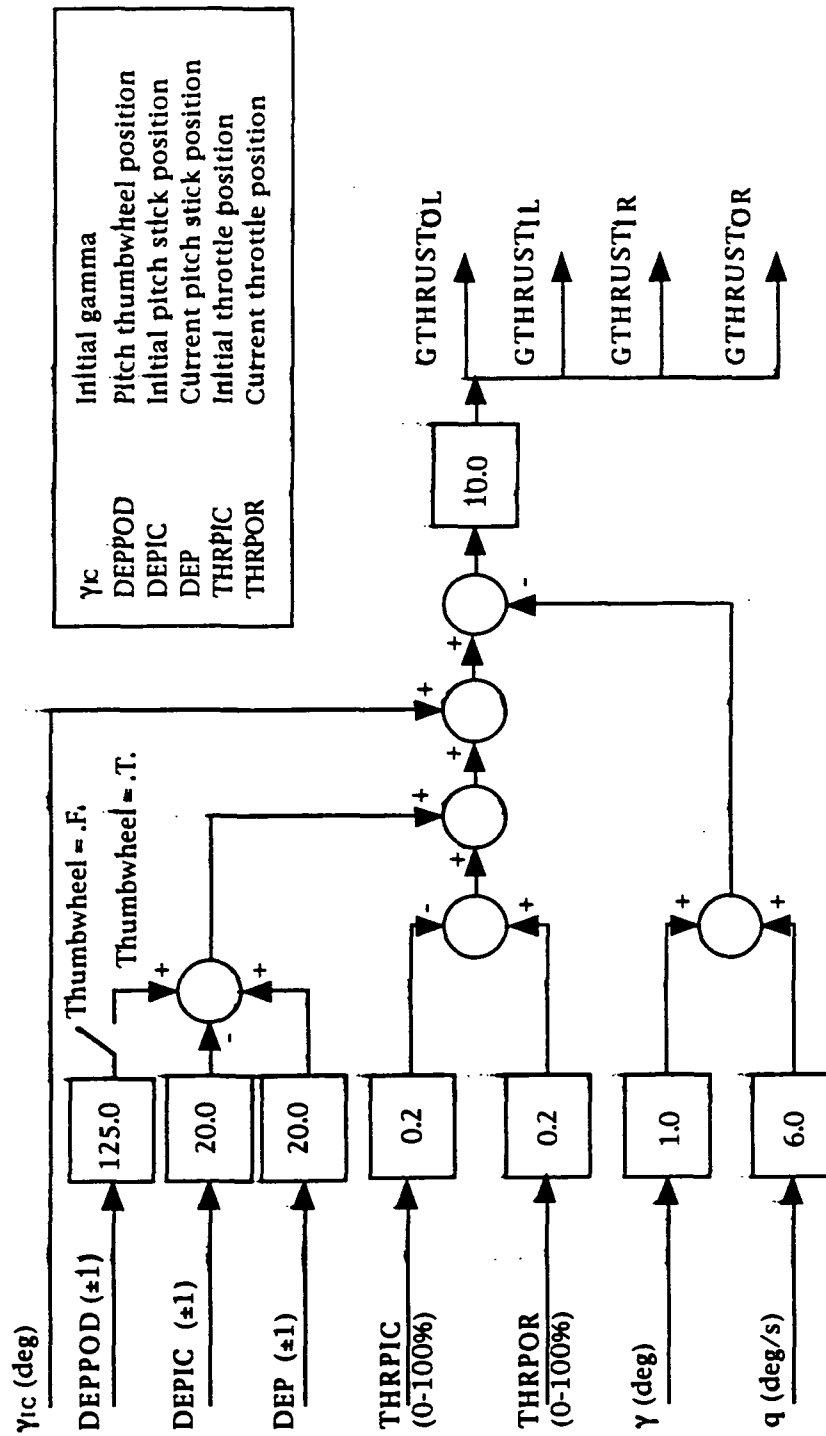 γIC Initial gamma
DEPPOD Pitch thumbwheel position
DEPIC Initial pitch stick position
DEP Current pitch stick position
THRPIC Initial throttle position
THRPOR Current throttle position
γIC (deg)
DEPPOD (±1)
125.0
Thumbwheel = .F.
Thumbwheel = .T.
DEPIC (±1)
20.0
DEP (±1)
20.0
+
-
+
THRPIC
(0-100%)
0.2
THRPOR
(0-100%)
0.2
-
+
+
+
+
+
+
-
10.0
γ (deg)
1.0
q (deg/s)
6.0
+
+
GTHRUSTOL
GTHRUSTIL
GTHRUSTIR
GTHRUSTOR